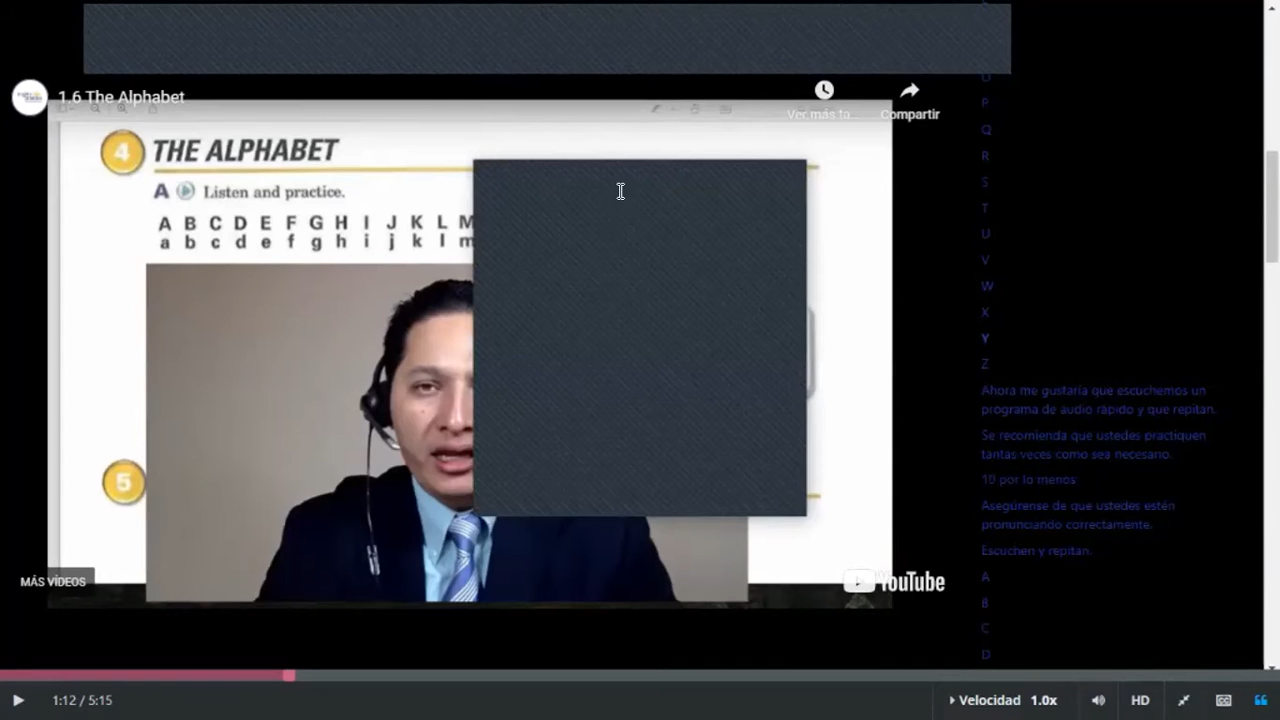 1.6 The Alphabet
Ver más ta...
Compartir
4 THE ALPHABET
A Listen and practice.
A B C D E F G H I J K L M
a b c d e f g h i j k l m
5
MÁS VÍDEOS
YouTube
P
Q
R
S
T
U
V
W
X
Y
Z
Ahora me gustaría que escuchemos un
programa de audio rápido y que repitan.
Se recomienda que ustedes practiquen
tantas veces como sea necesario.
10 por lo menos
Asegúrense de que ustedes estén
pronunciando correctamente.
Escuchen y repitan.
A
B
C
D
1:12 / 5:15
Velocidad 1.0x
HD
CC